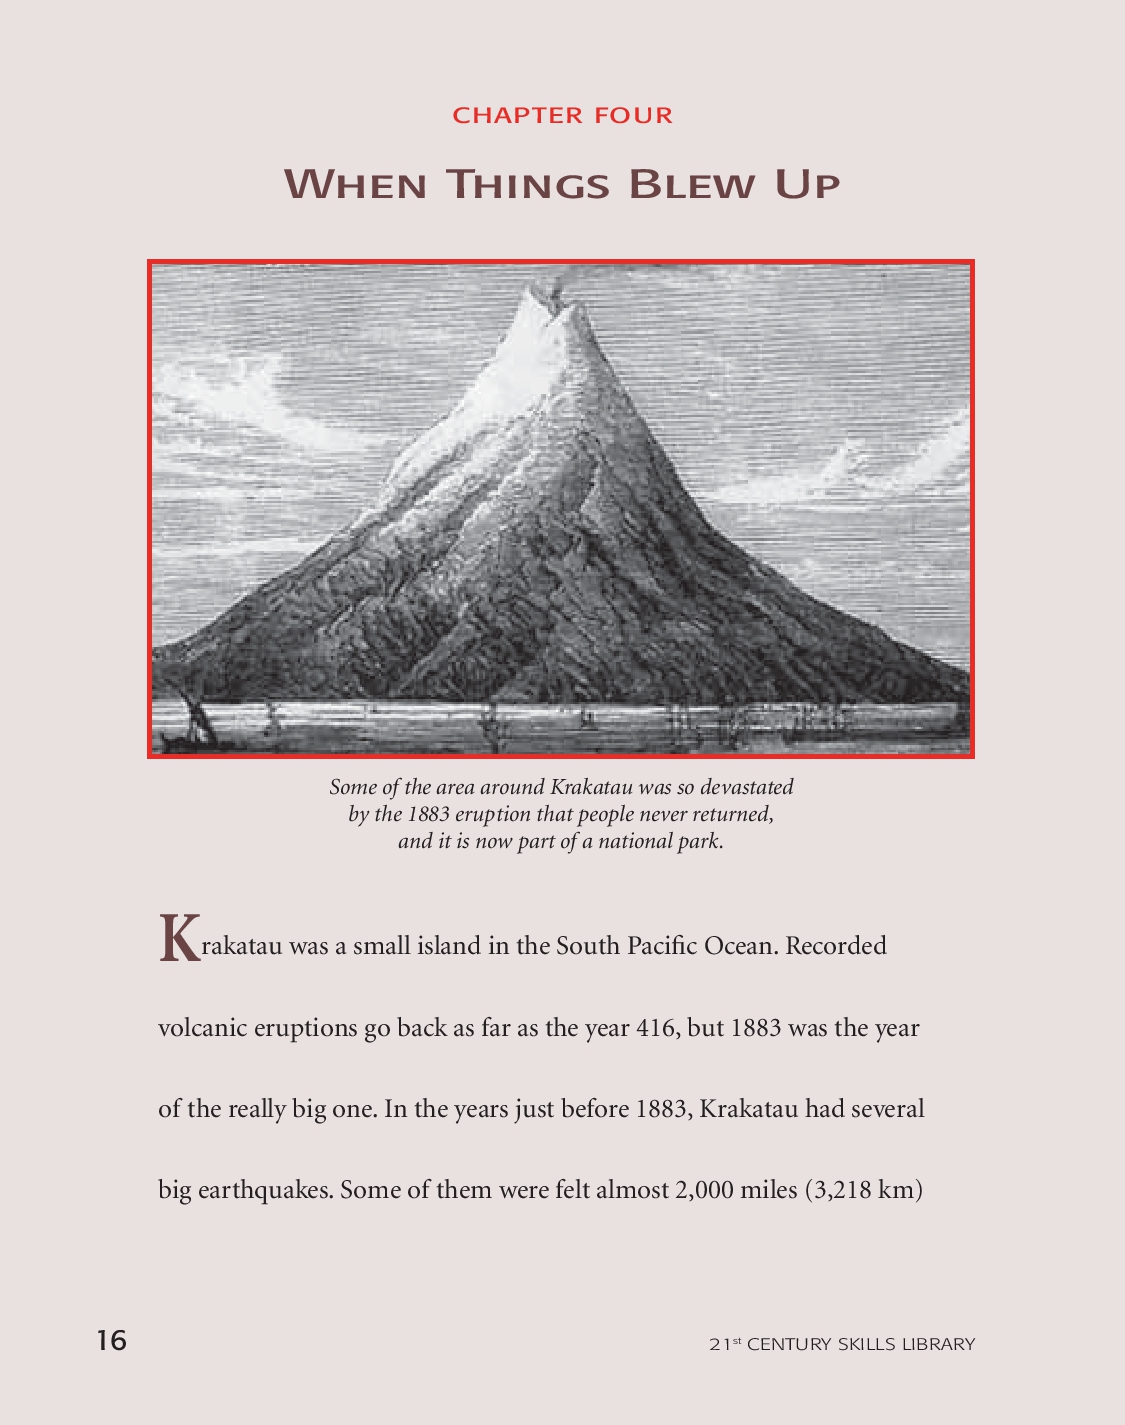 CHAPTER FOUR
WHEN THINGS BLEW UP
Some of the area around Krakatau was so devastated
by the 1883 eruption that people never returned,
and it is now part of a national park.
Krakatau was a small island in the South Pacific Ocean. Recorded
volcanic eruptions go back as far as the year 416, but 1883 was the year
of the really big one. In the years just before 1883, Krakatau had several
big earthquakes. Some of them were felt almost 2,000 miles (3,218 km)
16
21st CENTURY SKILLS LIBRARY